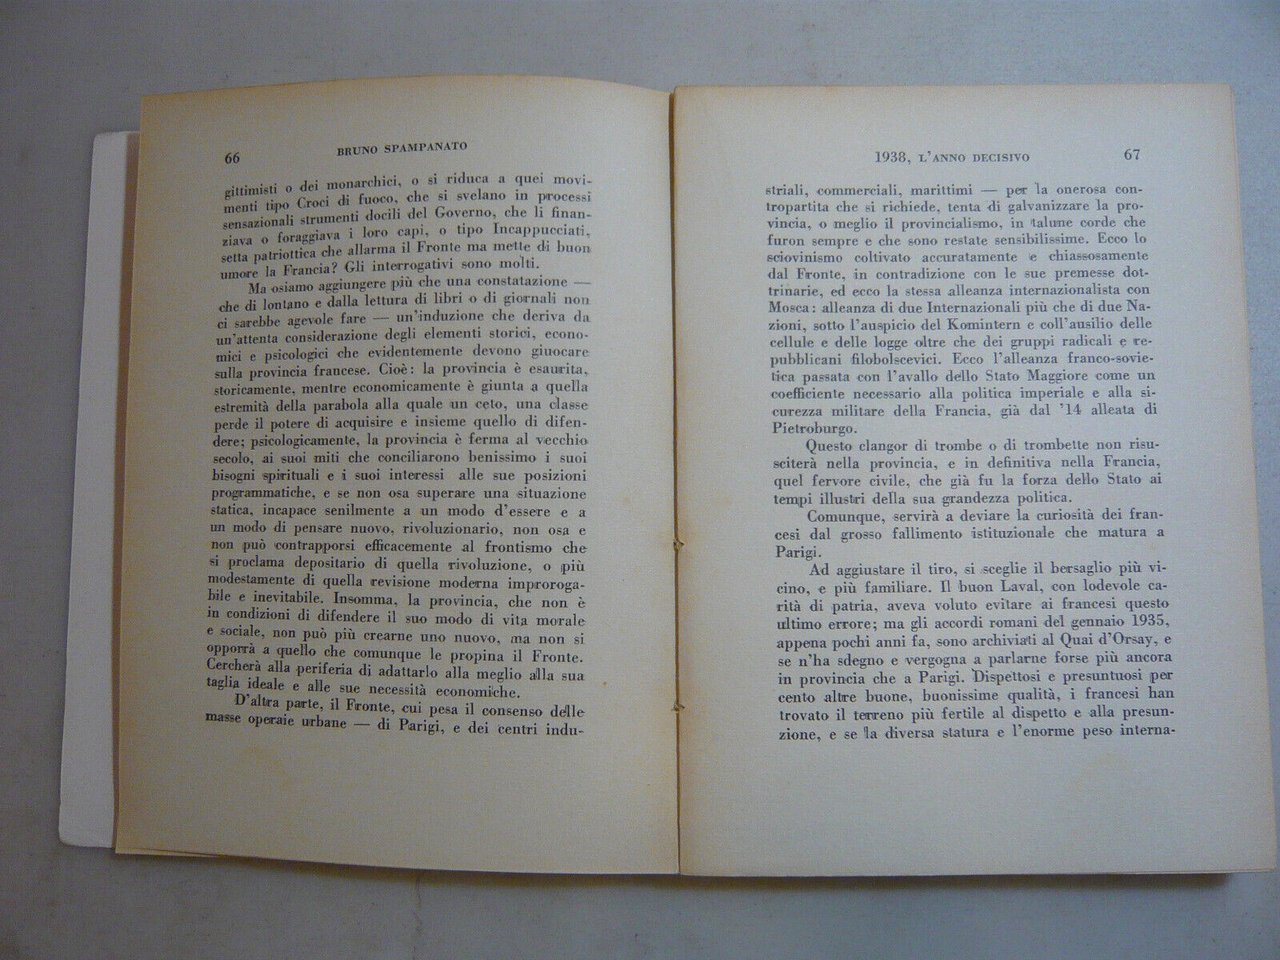 66
BRUNO SPAMPANATO
gittimisti o dei monarchici, o si riduca a quei movi-
menti tipo Croci di fuoco, che si svelano in processi
sensazionali strumenti docili del Governo, che li finan-
ziava o foraggiava i loro capi, o tipo Incappucciati,
setta patriottica che allarma il Fronte ma mette di buon
umore la Francia? Gli interrogativi sono molti.
Ma osiamo aggiungere più che una constatazione —
che di lontano e dalla lettura di libri o di giornali non
ci sarebbe agevole fare — un'induzione che deriva da
un'attenta considerazione degli elementi storici, econo-
mici e psicologici che evidentemente devono giuocare
sulla provincia francese. Cioè: la provincia è esaurita,
storicamente, mentre economicamente è giunta a quella
estremità della parabola alla quale un ceto, una classe
perde il potere di acquisire e insieme quello di difen-
dere; psicologicamente, la provincia è ferma al vecchio
secolo, ai suoi miti che conciliarono benissimo i suoi
bisogni spirituali e i suoi interessi alle sue posizioni
programmatiche, e se non osa superare una situazione
statica, incapace senilmente a un modo d'essere e a
un modo di pensare nuovo, rivoluzionario, non osa e
non può contrapporsi efficacemente al frontismo che
si proclama depositario di quella rivoluzione, o più
modestamente di quella revisione moderna improroga-
bile e inevitabile. Insomma, la provincia, che non è
in condizioni di difendere il suo modo di vita morale
e sociale, non può più crearne uno nuovo, ma non si
opporrà a quello che comunque le propina il Fronte.
Cercherà alla periferia di adattarlo alla meglio alla sua
taglia ideale e alle sue necessità economiche.
D'altra parte, il Fronte, cui pesa il consenso delle
masse operaie urbane — di Parigi, e dei centri indu-
1938, L'ANNO DECISIVO
67
striali, commerciali, marittimi — per la onerosa con-
tropartita che si richiede, tenta di galvanizzare la pro-
vincia, o meglio il provincialismo, in talune corde che
furon sempre e che sono restate sensibilissime. Ecco lo
sciovinismo coltivato accuratamente e chiassosamente
dal Fronte, in contradizione con le sue premesse dot-
trinarie, ed ecco la stessa alleanza internazionalista con
Mosca: alleanza di due Internazionali più che di due Na-
zioni, sotto l'auspicio del Komintern e coll'ausilio delle
cellule e delle logge oltre che dei gruppi radicali e re-
pubblicani filobolscevici. Ecco l'alleanza franco-sovie-
tica passata con l'avallo dello Stato Maggiore come un
coefficiente necessario alla politica imperiale e alla si-
curezza militare della Francia, già dal '14 alleata di
Pietroburgo.
Questo clangor di trombe o di trombette non risu-
sciterà nella provincia, e in definitiva nella Francia,
quel fervore civile, che già fu la forza dello Stato ai
tempi illustri della sua grandezza politica.
Comunque, servirà a deviare la curiosità dei fran-
cesi dal grosso fallimento istituzionale che matura a
Parigi.
Ad aggiustare il tiro, si sceglie il bersaglio più vi-
cino, e più familiare. Il buon Laval, con lodevole ca-
rità di patria, aveva voluto evitare ai francesi questo
ultimo errore; ma gli accordi romani del gennaio 1935,
appena pochi anni fa, sono archiviati al Quai d'Orsay, e
se n'ha sdegno e vergogna a parlarne forse più ancora
in provincia che a Parigi. Dispettosi e presuntuosi per
cento altre buone, buonissime qualità, i francesi han
trovato il terreno più fertile al dispetto e alla presun-
zione, e se la diversa statura e l'enorme peso interna-